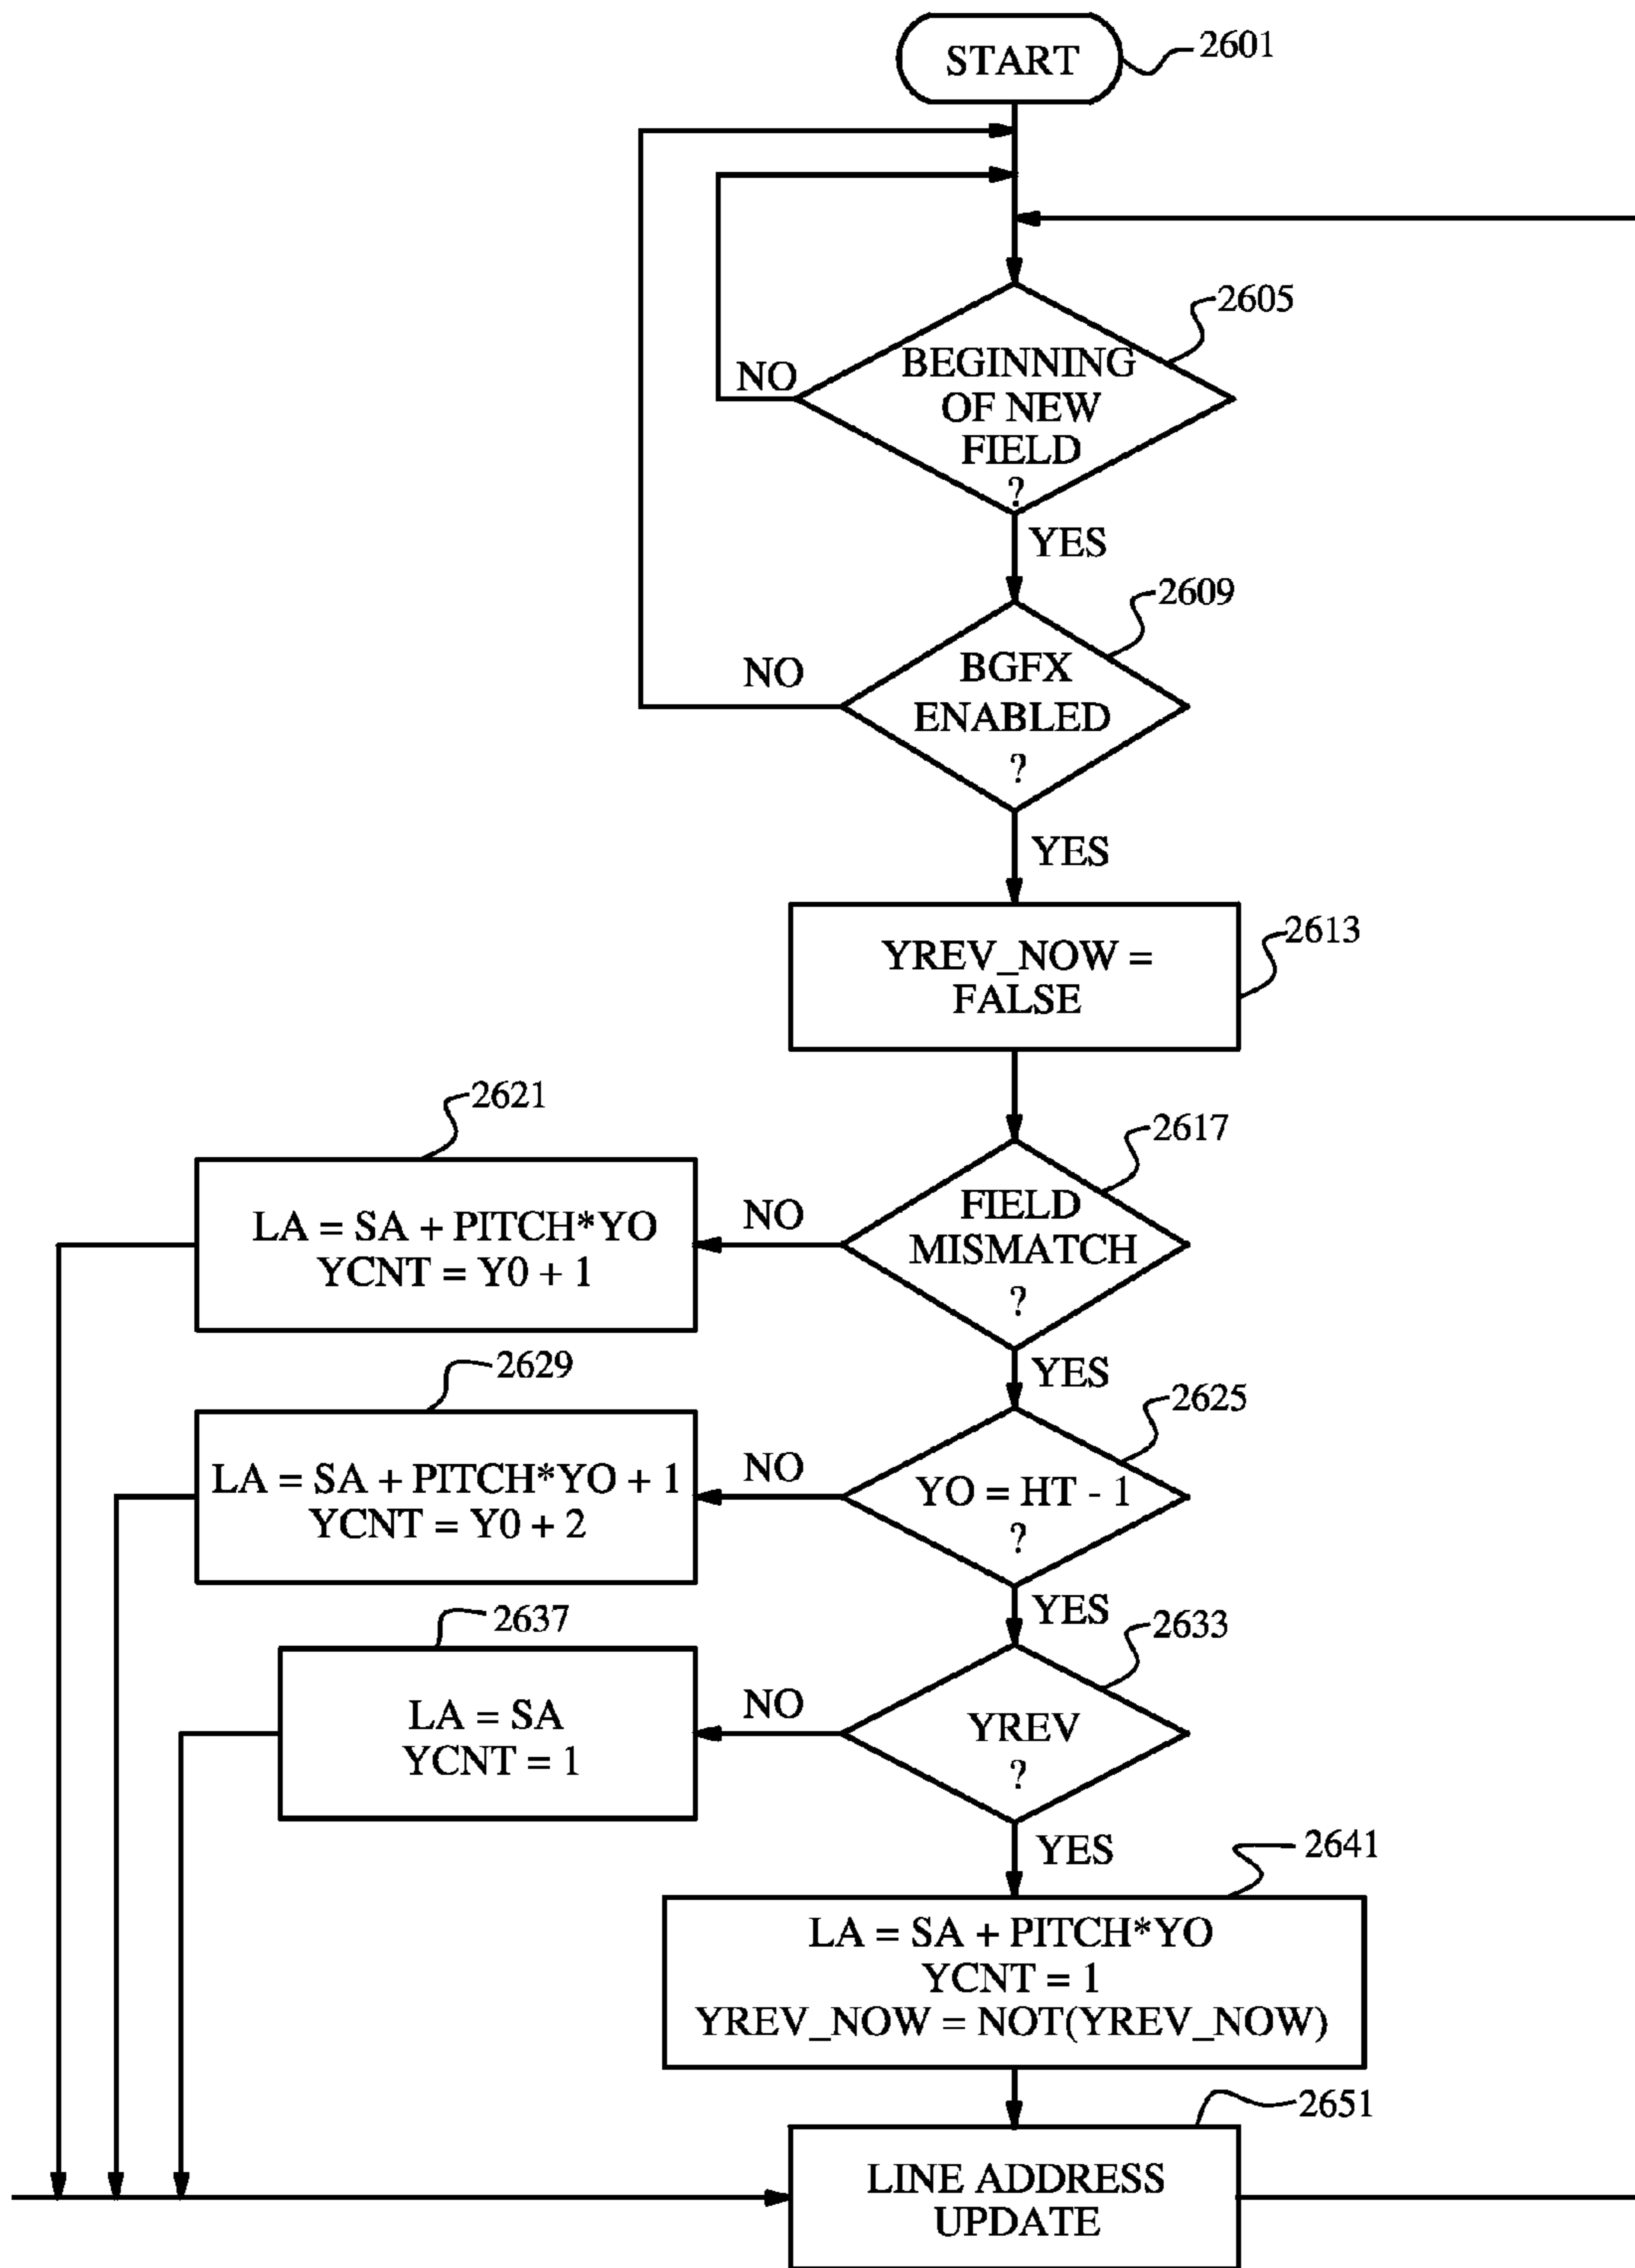 START
2601
2605
BEGINNING
OF NEW
FIELD
?
NO
YES
2609
BGFX
ENABLED
?
NO
YES
2613
YREV_NOW =
FALSE
2617
FIELD
MISMATCH
?
NO
2621
LA = SA + PITCH*YO
YCNT = Y0 + 1
YES
2625
YO = HT - 1
?
NO
2629
LA = SA + PITCH*YO + 1
YCNT = Y0 + 2
YES
2633
YREV
?
NO
2637
LA = SA
YCNT = 1
YES
2641
LA = SA + PITCH*YO
YCNT = 1
YREV_NOW = NOT(YREV_NOW)
2651
LINE ADDRESS
UPDATE